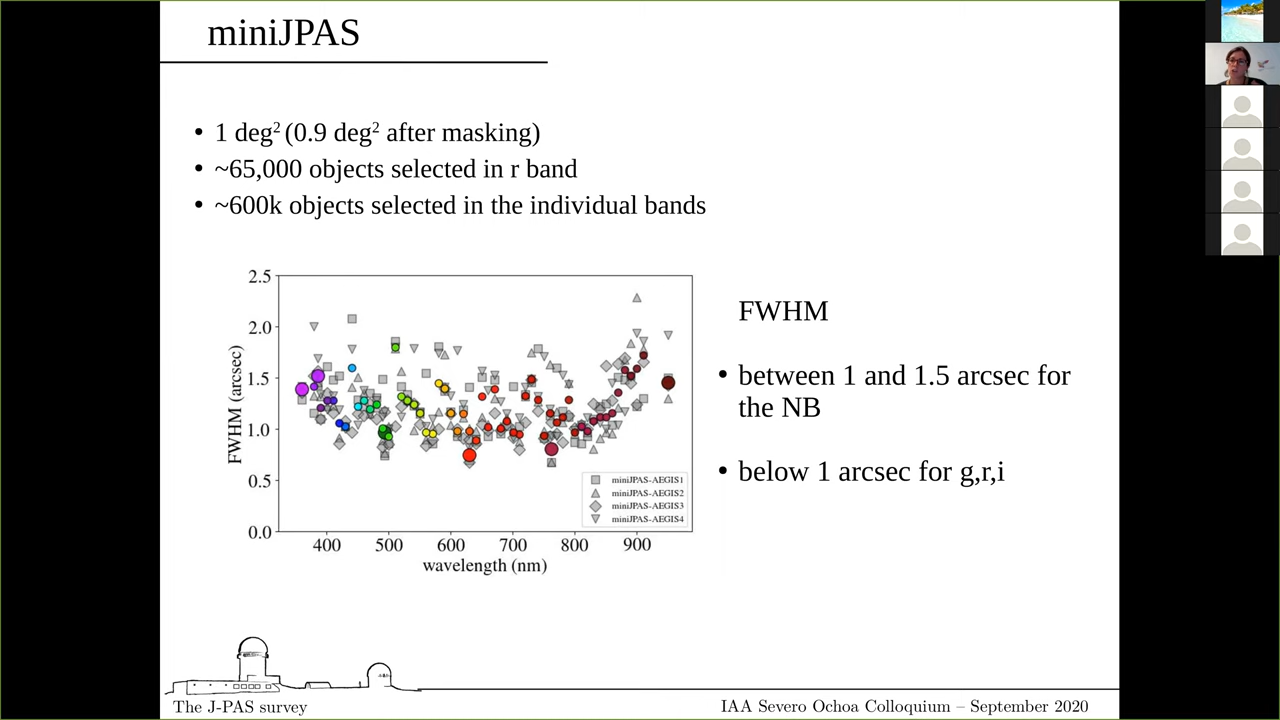 miniJPAS
• 1 deg² (0.9 deg² after masking)
• ~65,000 objects selected in r band
• ~600k objects selected in the individual bands
2.5
2.0
1.5
1.0
0.5
0.0
FWHM (arcsec)
miniJPAS-AEGIS1
miniJPAS-AEGIS2
miniJPAS-AEGIS3
miniJPAS-AEGIS4
400 500 600 700 800 900
wavelength (nm)
FWHM
• between 1 and 1.5 arcsec for
the NB
• below 1 arcsec for g,r,i
The J-PAS survey
IAA Severo Ochoa Colloquium – September 2020